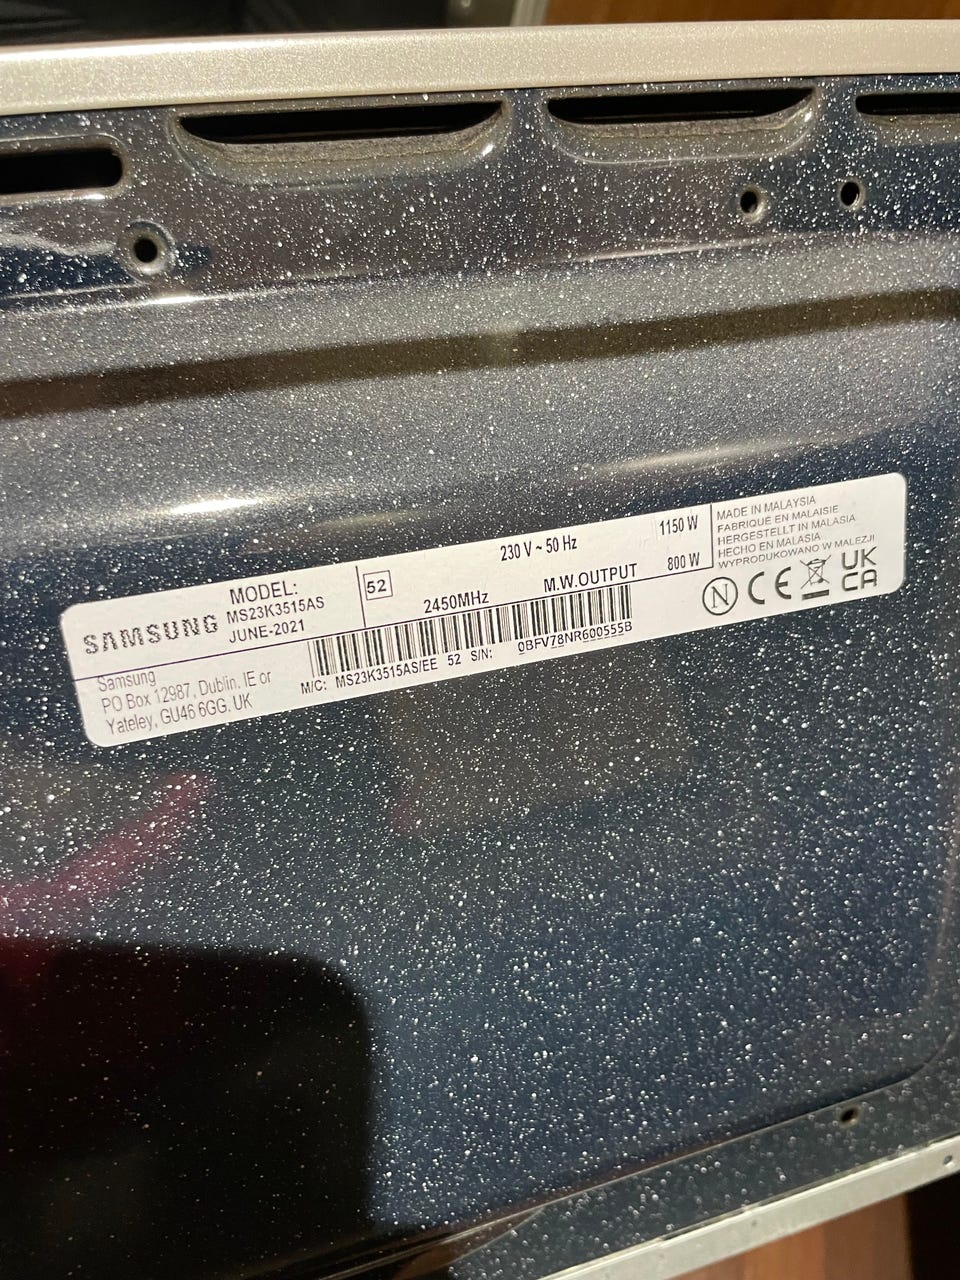 SAMSUNG
MODEL:
MS23K3515AS
JUNE-2021
52
230 V ~ 50 Hz
1150 W
2450MHz
M.W.OUTPUT
800 W
MADE IN MALAYSIA
FABRIQUÉ EN MALAISIE
HERGESTELLT IN MALASIA
HECHO EN MALASIA
WYPRODUKOWANO W MALEZJI
N
CE
UK
CA
Samsung
PO Box 12987, Dublin. IE or
Yateley, GU46 6GG. UK
M/C: MS23K3515AS/EE 52 S/N: 0BFV78NR600555B